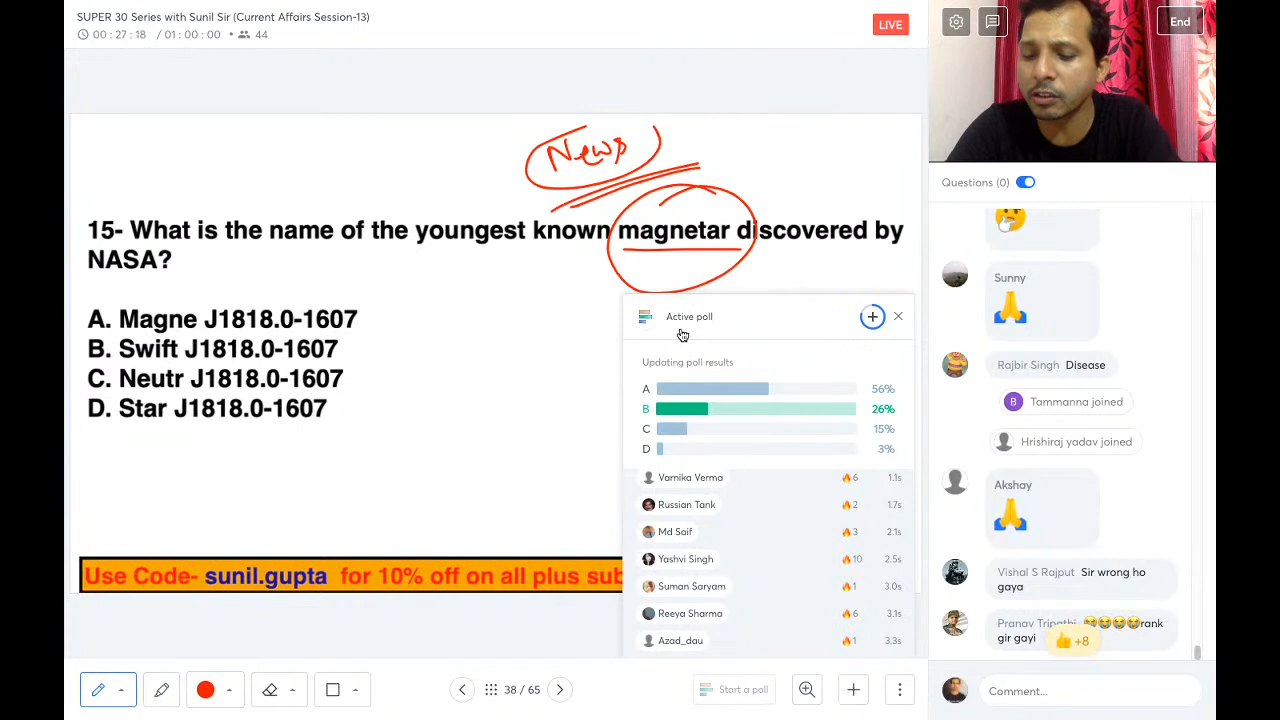 SUPER 30 Series with Sunil Sir (Current Affairs Session-13)
00 : 27 : 18 / 01 : 00 : 00 • 44
LIVE
End
News
15- What is the name of the youngest known magnetar discovered by
NASA?
A. Magne J1818.0-1607
B. Swift J1818.0-1607
C. Neutr J1818.0-1607
D. Star J1818.0-1607
Use Code- sunil.gupta for 10% off on all plus sub
Active poll
Updating poll results
A 56%
B 26%
C 15%
D 3%
Varnika Verma 6 1.1s
Russian Tank 2 1.7s
Md Saif 3 2.1s
Yashvi Singh 10 2.5s
Suman Saryam 1 3.0s
Reeya Sharma 6 3.1s
Azad_dau 1 3.3s
38 / 65
Start a poll
Questions (0)
Sunny
Rajbir Singh Disease
B Tammanna joined
Hrishiraj yadav joined
Akshay
Vishal S Rajput Sir wrong ho
gaya
Pranav Tripathi rank
gir gayi +8
Comment...